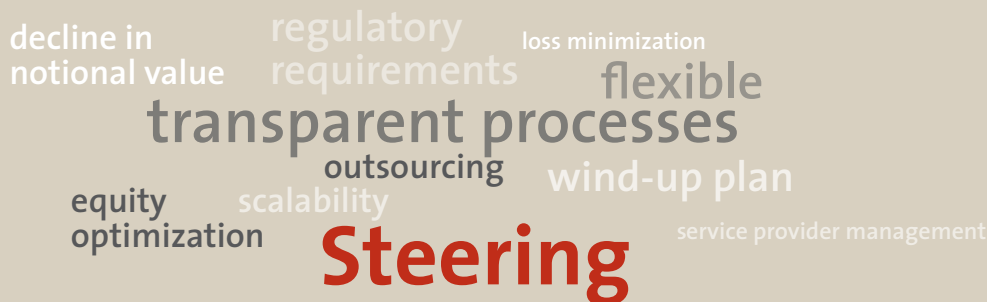 decline in
notional value
regulatory
requirements
loss minimization
flexible
transparent processes
outsourcing
wind-up plan
equity
optimization
scalability
Steering
service provider management